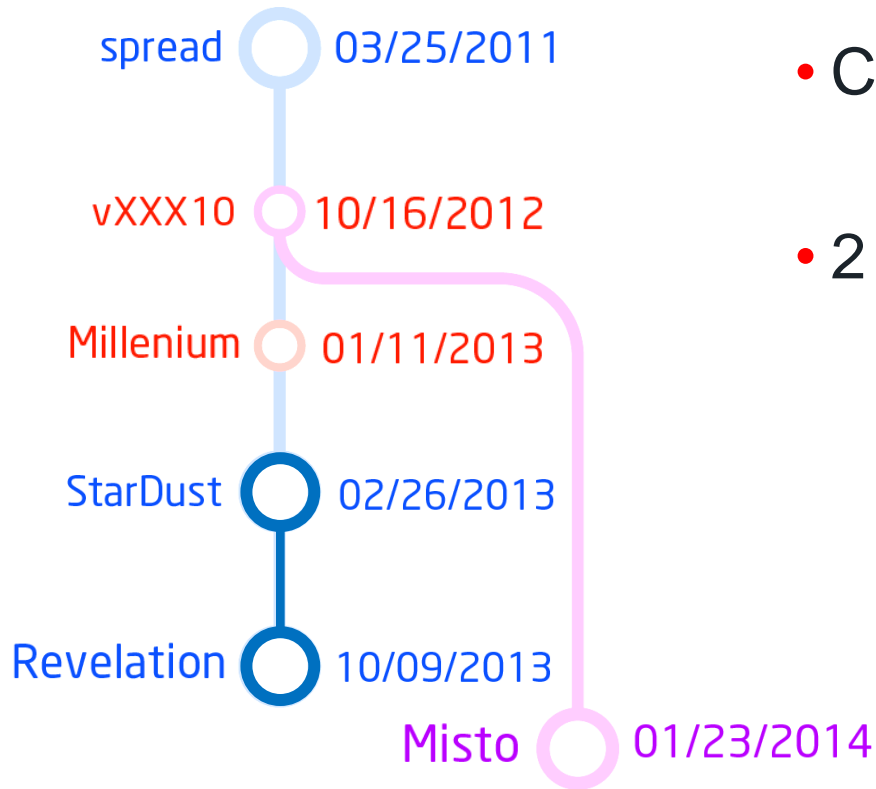 spread 03/25/2011
• C
vXXX10 10/16/2012
• 2
Millenium 01/11/2013
StarDust 02/26/2013
Revelation 10/09/2013
Misto 01/23/2014